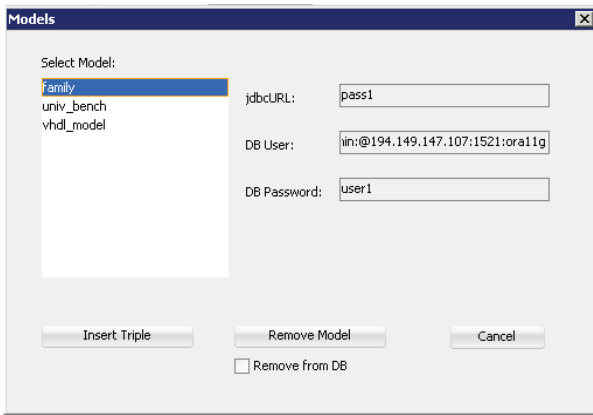 Models
Select Model:
family
univ_bench
vhdl_model
jdbcURL:
pass1
DB User:
hin:@194.149.147.107:1521:ora11g
DB Password:
user1
Insert Triple
Remove Model
Cancel
Remove from DB